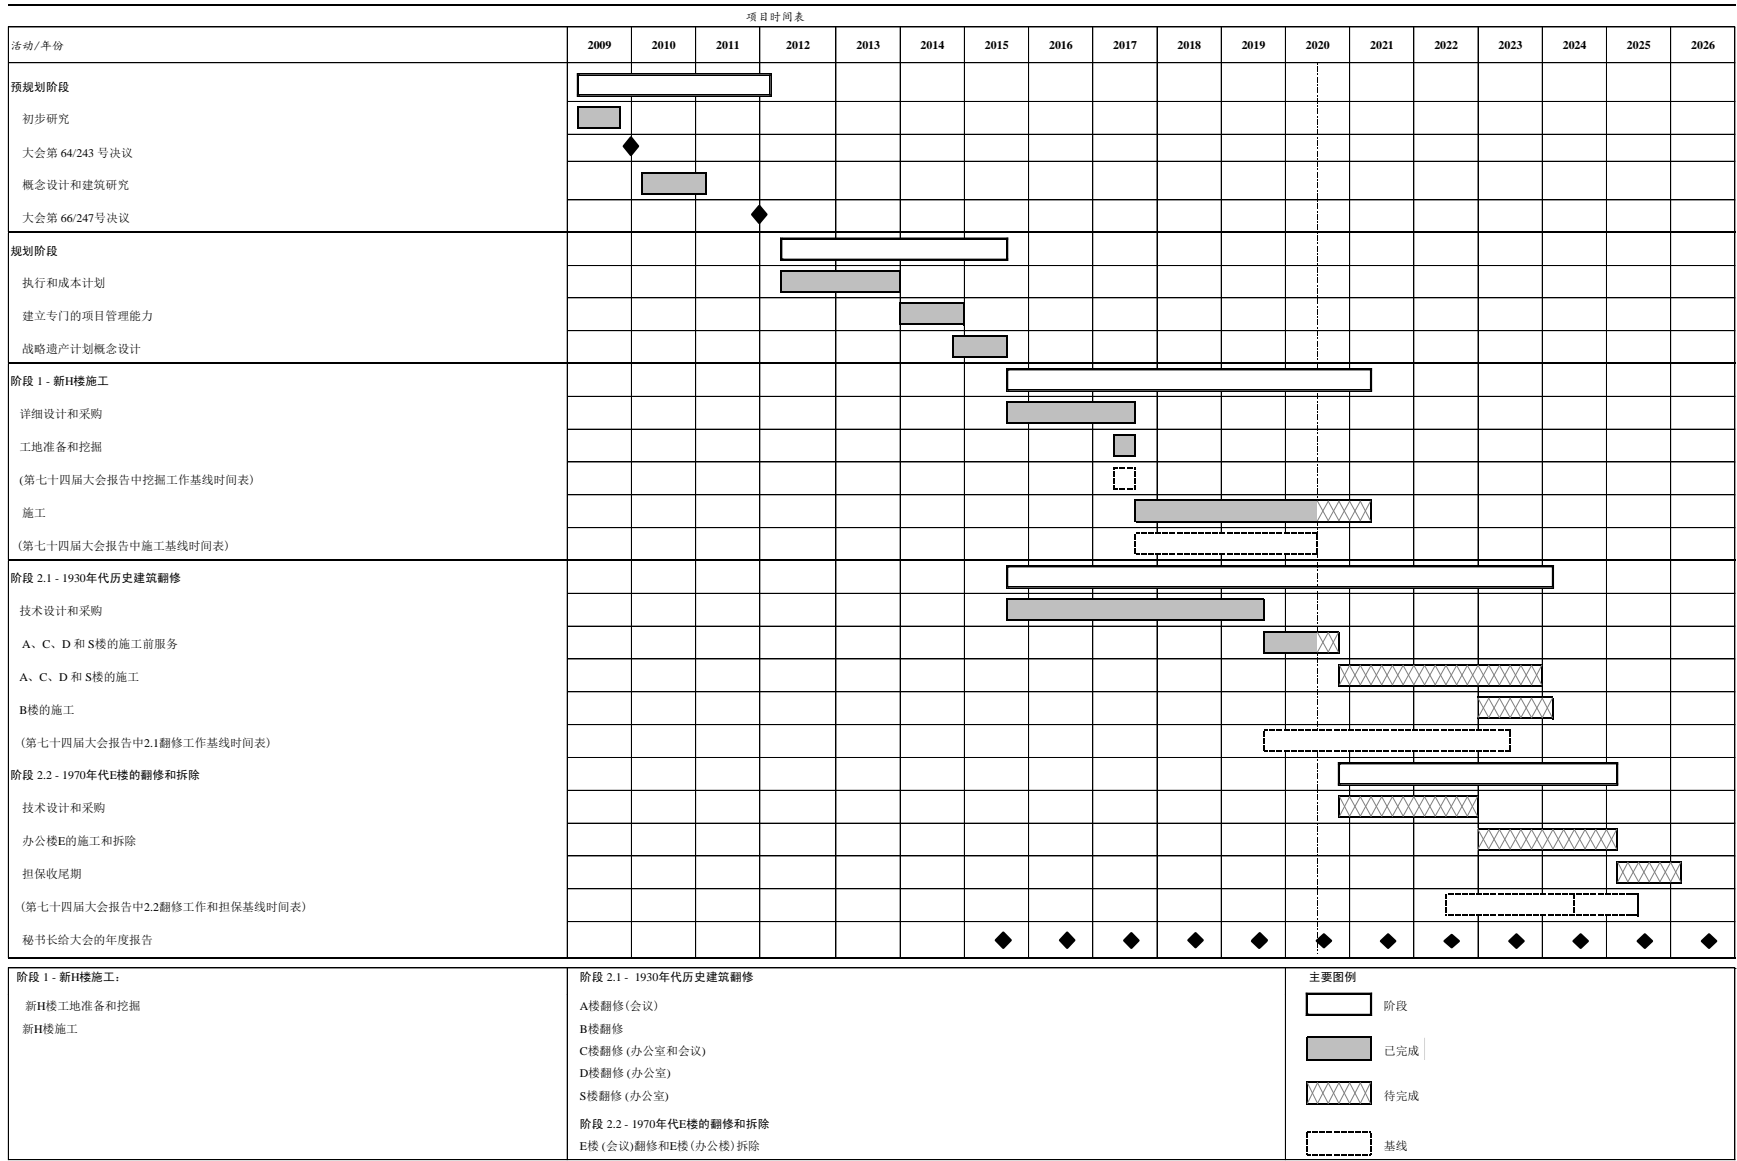 项目时间表
活动/年份 2009 2010 2011 2012 2013 2014 2015 2016 2017 2018 2019 2020 2021 2022 2023 2024 2025 2026
预规划阶段
初步研究
大会第 64/243 号决议
概念设计和建筑研究
大会第 66/247号决议
规划阶段
执行和成本计划
建立专门的项目管理能力
战略遗产计划概念设计
阶段 1 - 新H楼施工
详细设计和采购
工地准备和挖掘
(第七十四届大会报告中挖掘工作基线时间表)
施工
(第七十四届大会报告中施工基线时间表)
阶段 2.1 - 1930年代历史建筑翻修
技术设计和采购
A、C、D 和 S楼的施工前服务
A、C、D 和 S楼的施工
B楼的施工
(第七十四届大会报告中2.1翻修工作基线时间表)
阶段 2.2 - 1970年代E楼的翻修和拆除
技术设计和采购
办公楼E的施工和拆除
担保收尾期
(第七十四届大会报告中2.2翻修工作和担保基线时间表)
秘书长给大会的年度报告
阶段 1 - 新H楼施工:
新H楼工地准备和挖掘
新H楼施工
阶段 2.1 - 1930年代历史建筑翻修
A楼翻修(会议)
B楼翻修
C楼翻修 (办公室和会议)
D楼翻修 (办公室)
S楼翻修 (办公室)
阶段 2.2 - 1970年代E楼的翻修和拆除
E楼 (会议)翻修和E楼(办公楼)拆除
主要图例
阶段
已完成
待完成
基线